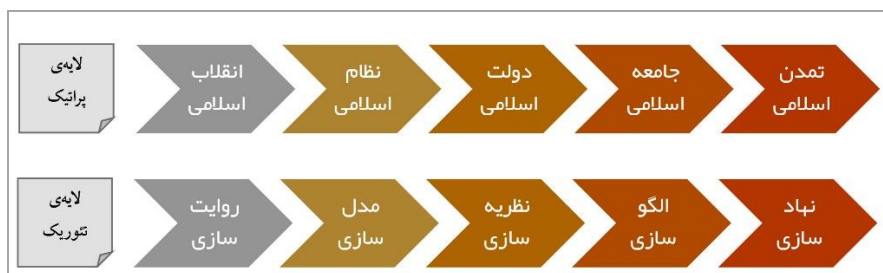 لایه‌ی
پراتیک
انقلاب
اسلامی
نظام
اسلامی
دولت
اسلامی
جامعه
اسلامی
تمدن
اسلامی
لایه‌ی
تئوریک
روایت
سازی
مدل
سازی
نظریه
سازی
الگو
سازی
نهاد
سازی